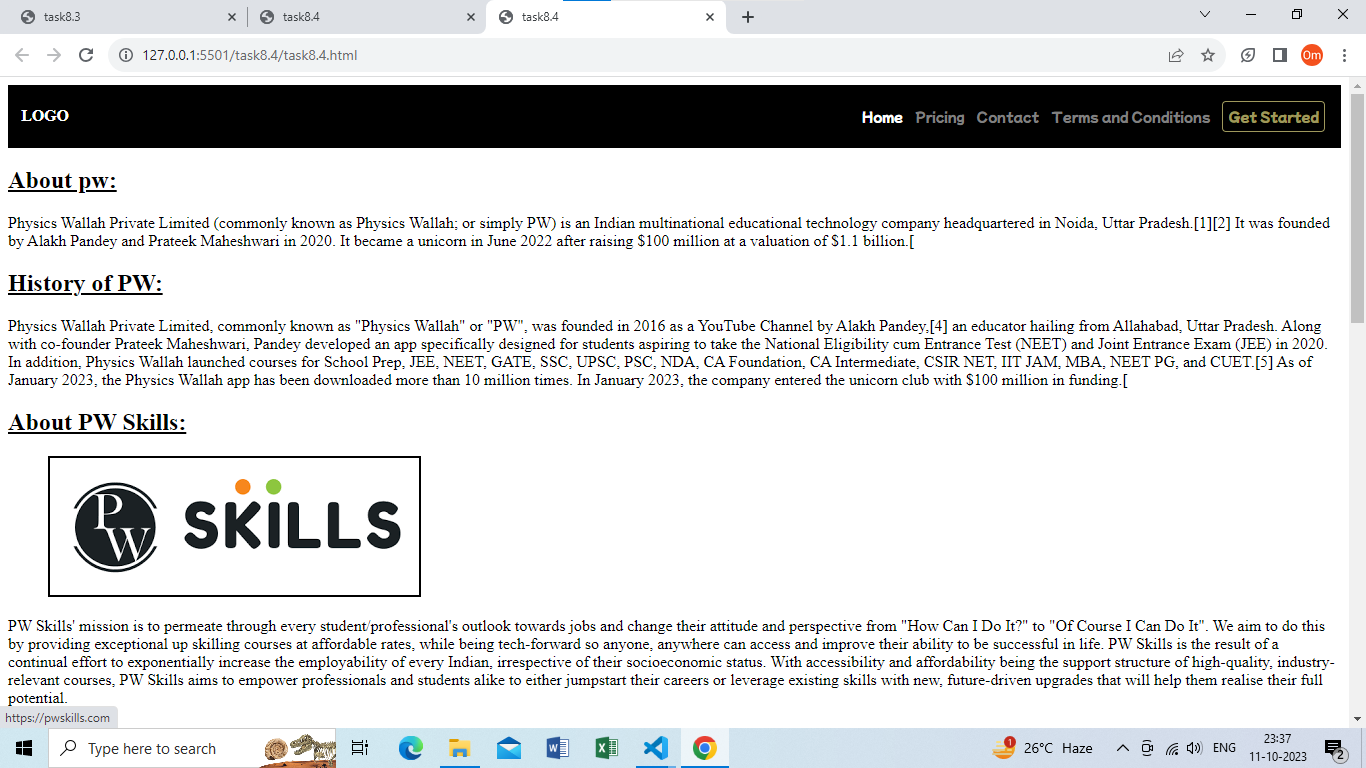 task8.3
task8.4
task8.4
127.0.0.1:5501/task8.4/task8.4.html
Om
LOGO
Home Pricing Contact Terms and Conditions Get Started
About pw:
Physics Wallah Private Limited (commonly known as Physics Wallah; or simply PW) is an Indian multinational educational technology company headquartered in Noida, Uttar Pradesh.[1][2] It was founded
by Alakh Pandey and Prateek Maheshwari in 2020. It became a unicorn in June 2022 after raising $100 million at a valuation of $1.1 billion.[
History of PW:
Physics Wallah Private Limited, commonly known as "Physics Wallah" or "PW", was founded in 2016 as a YouTube Channel by Alakh Pandey,[4] an educator hailing from Allahabad, Uttar Pradesh. Along
with co-founder Prateek Maheshwari, Pandey developed an app specifically designed for students aspiring to take the National Eligibility cum Entrance Test (NEET) and Joint Entrance Exam (JEE) in 2020.
In addition, Physics Wallah launched courses for School Prep, JEE, NEET, GATE, SSC, UPSC, PSC, NDA, CA Foundation, CA Intermediate, CSIR NET, IIT JAM, MBA, NEET PG, and CUET.[5] As of
January 2023, the Physics Wallah app has been downloaded more than 10 million times. In January 2023, the company entered the unicorn club with $100 million in funding.[
About PW Skills:
PW SKILLS
PW Skills' mission is to permeate through every student/professional's outlook towards jobs and change their attitude and perspective from "How Can I Do It?" to "Of Course I Can Do It". We aim to do this
by providing exceptional up skilling courses at affordable rates, while being tech-forward so anyone, anywhere can access and improve their ability to be successful in life. PW Skills is the result of a
continual effort to exponentially increase the employability of every Indian, irrespective of their socioeconomic status. With accessibility and affordability being the support structure of high-quality, industry-
relevant courses, PW Skills aims to empower professionals and students alike to either jumpstart their careers or leverage existing skills with new, future-driven upgrades that will help them realise their full
potential.
https://pwskills.com
Type here to search
1
26°C Haze
ENG
23:37
11-10-2023
2